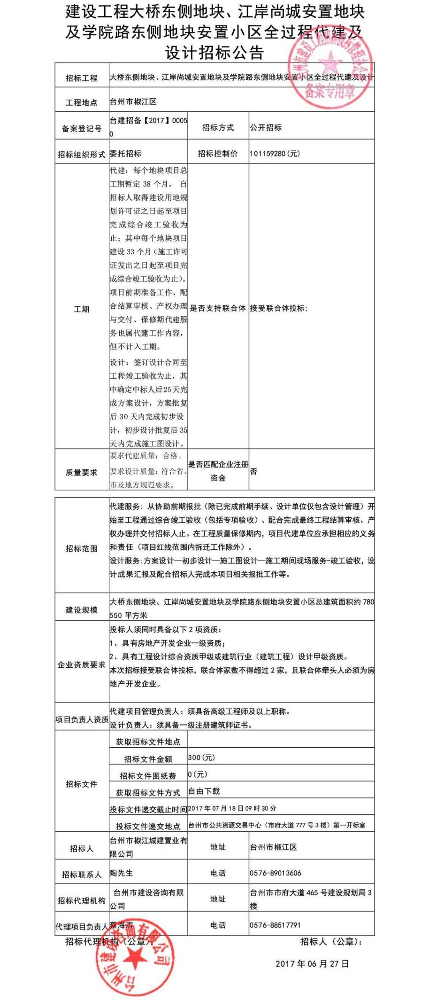 建设工程大桥东侧地块、江岸尚城安置地块
及学院路东侧地块安置小区全过程代建及
设计招标公告
招标工程
大桥东侧地块、江岸尚城安置地块及学院路东侧地块安置小区全过程代建及设计
备案专用章
工程地点
台州市椒江区
备案登记号
台建招备【2017】0005
0
招标方式
公开招标
招标组织形式
委托招标
招标控制价
101159280(元)
工期
代建：每个地块项目总
工期暂定 38 个月， 自
招标人取得建设用地规
划许可证之日起至项目
完成综合竣工验收为
止；其中每个地块项目
建设 33 个月（施工许可
证发出之日起至项目完
成综合竣工验收为止）。
项目前期准备工作、配
合结算审核、产权办理
与交付、保修期代建服
务也属代建工作内容，
但不计入工期。
设计：签订设计合同至
工程竣工验收为止，其
中确定中标人后25天完
成方案设计，方案批复
后 30 天内完成初步设
计，初步设计批复后 35
天内完成施工图设计。
是否支持联合体
接受联合体投标;
质量要求
要求代建质量：合格。
要求设计质量：符合省、
市及地方规范要求。
是否匹配企业注册
资金
否
招标范围
代建服务：从协助前期报批（除已完成前期手续、设计单位仅包含设计管理）开
始至工程通过综合竣工验收（包括专项验收）、配合完成最终工程结算审核、产
权办理并交付招标人止。在工程质量保修期内，项目代建单位应承担相应的义务
和责任（项目红线范围内拆迁工作除外）。
设计服务:方案设计—初步设计—施工图设计—施工期间现场服务-竣工验收，设
计成果汇报及配合招标人完成本项目相关报批工作等。
建设规模
大桥东侧地块、江岸尚城安置地块及学院路东侧地块安置小区总建筑面积约 780
550 平方米
企业资质要求
投标人须同时具备以下 2 项资质：
1、具有房地产开发企业一级资质；
2、具有工程设计综合资质甲级或建筑行业（建筑工程）设计甲级资质。
本次招标接受联合体投标，联合体家数不得超过 2 家，且联合体牵头人必须为房
地产开发企业。
项目负责人资质
代建项目管理负责人：须具备高级工程师及以上职称。
设计负责人：须具备一级注册建筑师证书。
招标文件
获取招标文件地点
招标文件金额
300(元)
招标文件图纸费
0(元)
获取招标文件方式
自由下载
投标文件递交截止时间
2017 年 07 月 18 日 09 时 30 分
投标文件递交地点
台州市公共资源交易中心（市府大道 777 号 3 楼）第一开标室
招标人
台州市椒江城建置业有
限公司
地址
台州市椒江区
招标联系人
陶先生
电话
0576-89013606
招标代理机构
台州市建设咨询有限
公司
地址
台州市市府大道 465 号建设规划局 3
楼
代理项目负责人
蔡海涛
电话
0576-88517791
招标代理机构（公章）：
招标人（公章）：
台州市建设咨询有限公司
2017 年 06 月 27 日